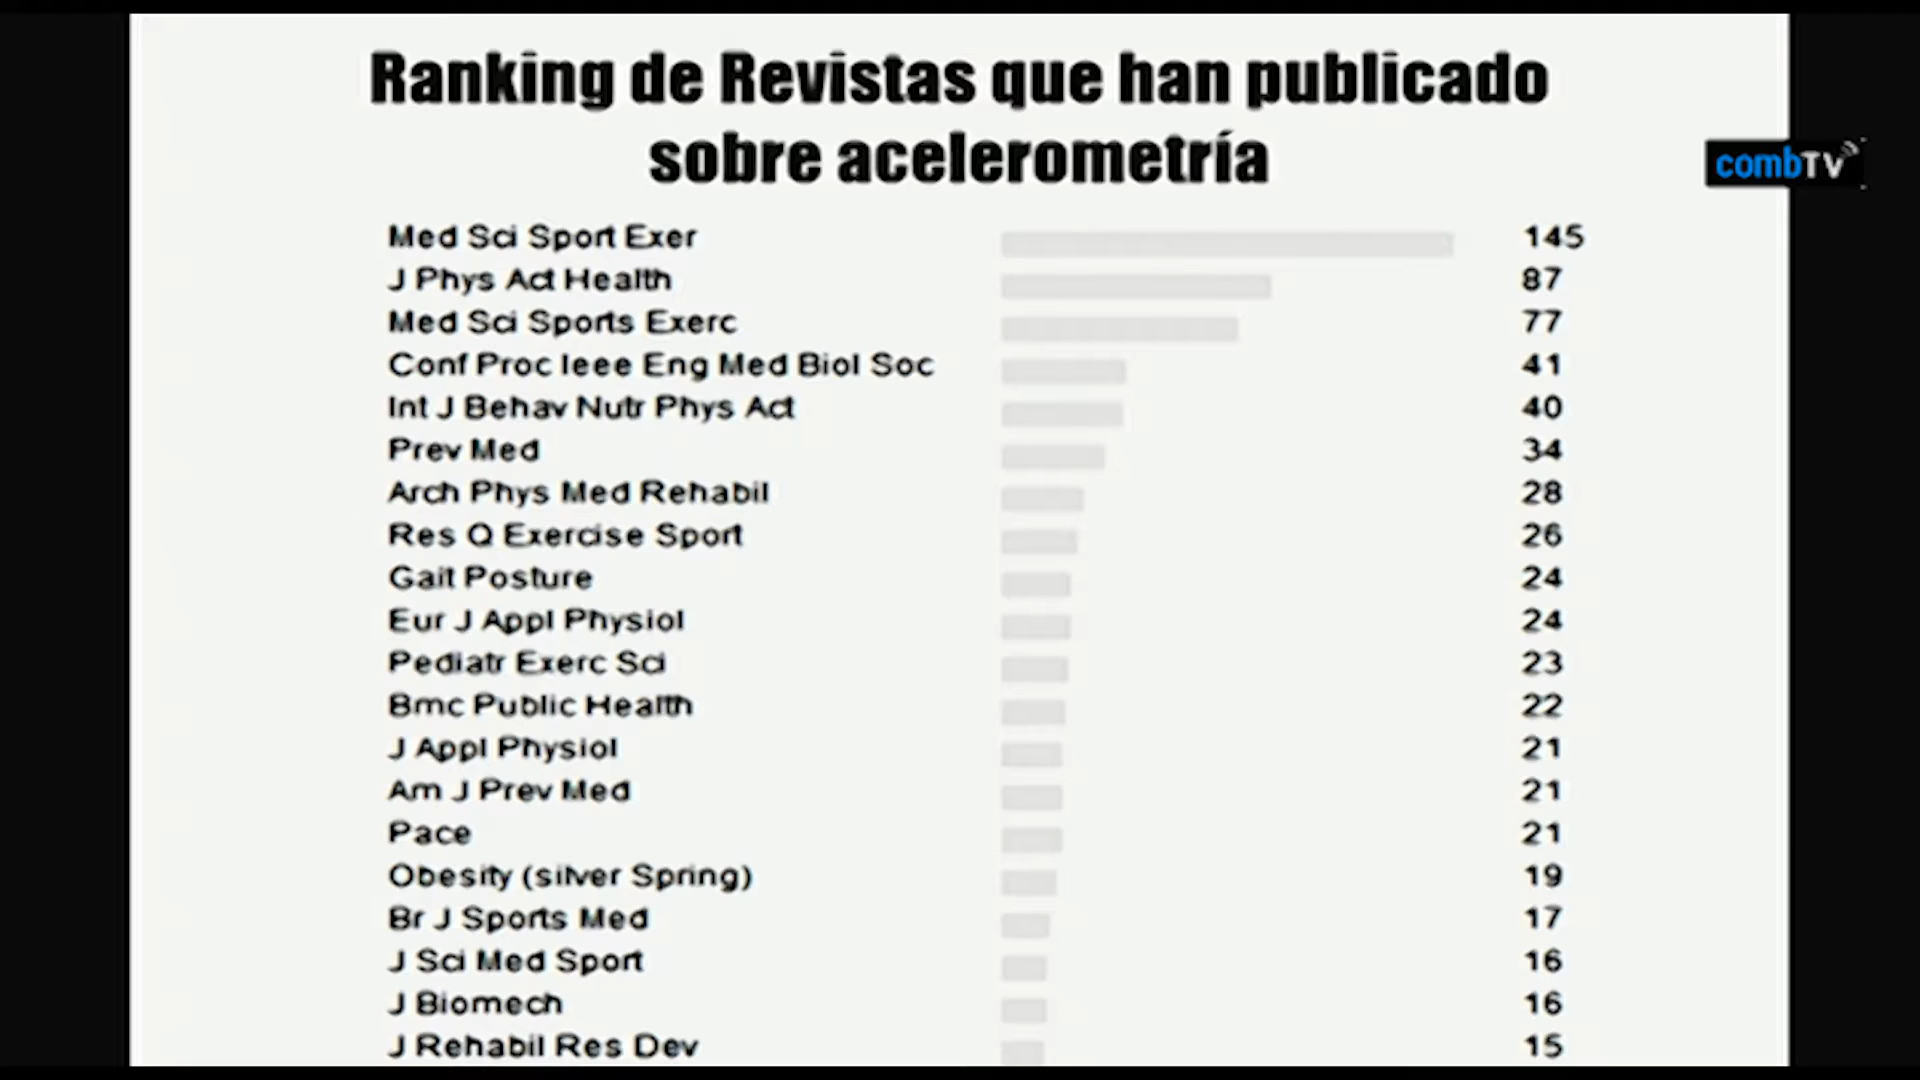 Ranking de Revistas que han publicado
sobre acelerometría
combTV
Med Sci Sport Exer 145
J Phys Act Health 87
Med Sci Sports Exerc 77
Conf Proc Ieee Eng Med Biol Soc 41
Int J Behav Nutr Phys Act 40
Prev Med 34
Arch Phys Med Rehabil 28
Res Q Exercise Sport 26
Gait Posture 24
Eur J Appl Physiol 24
Pediatr Exerc Sci 23
Bmc Public Health 22
J Appl Physiol 21
Am J Prev Med 21
Pace 21
Obesity (silver Spring) 19
Br J Sports Med 17
J Sci Med Sport 16
J Biomech 16
J Rehabil Res Dev 15